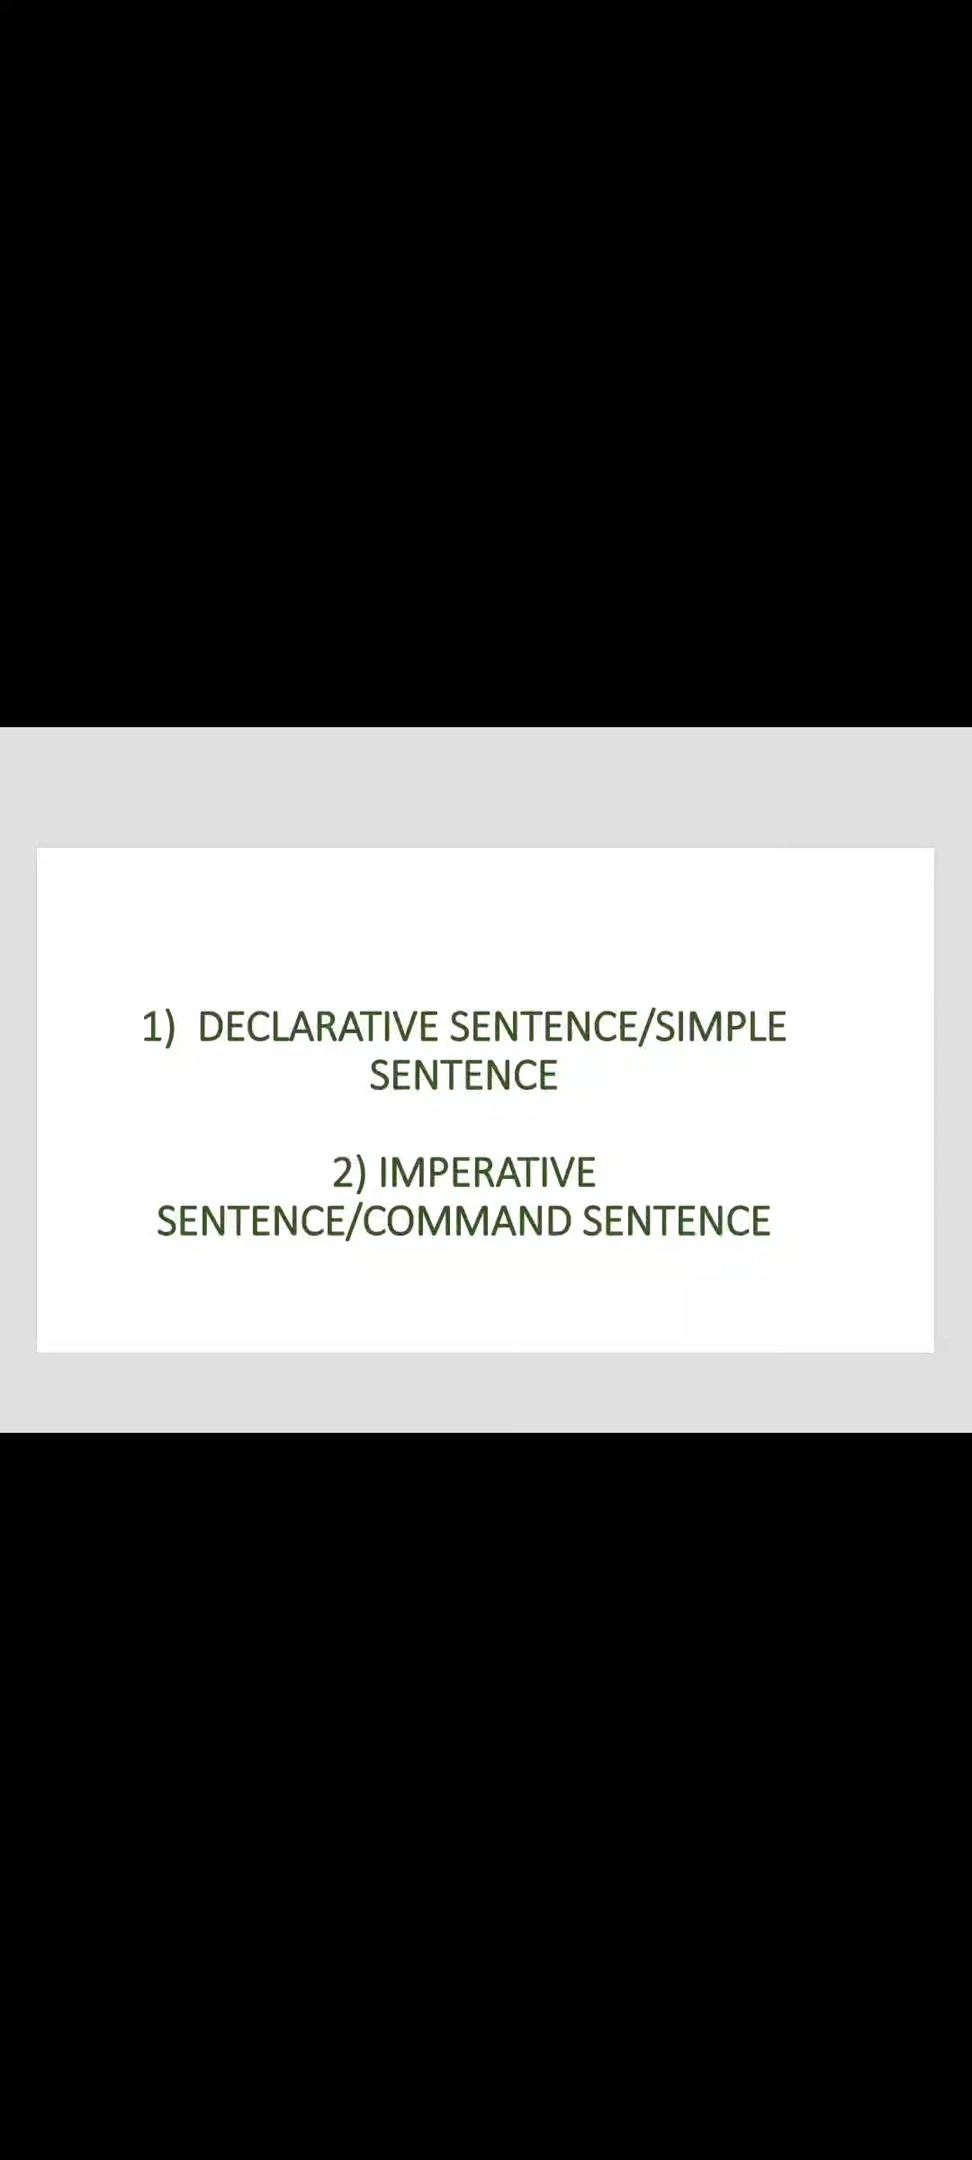 1)  DECLARATIVE SENTENCE/SIMPLE
SENTENCE
2) IMPERATIVE
SENTENCE/COMMAND SENTENCE